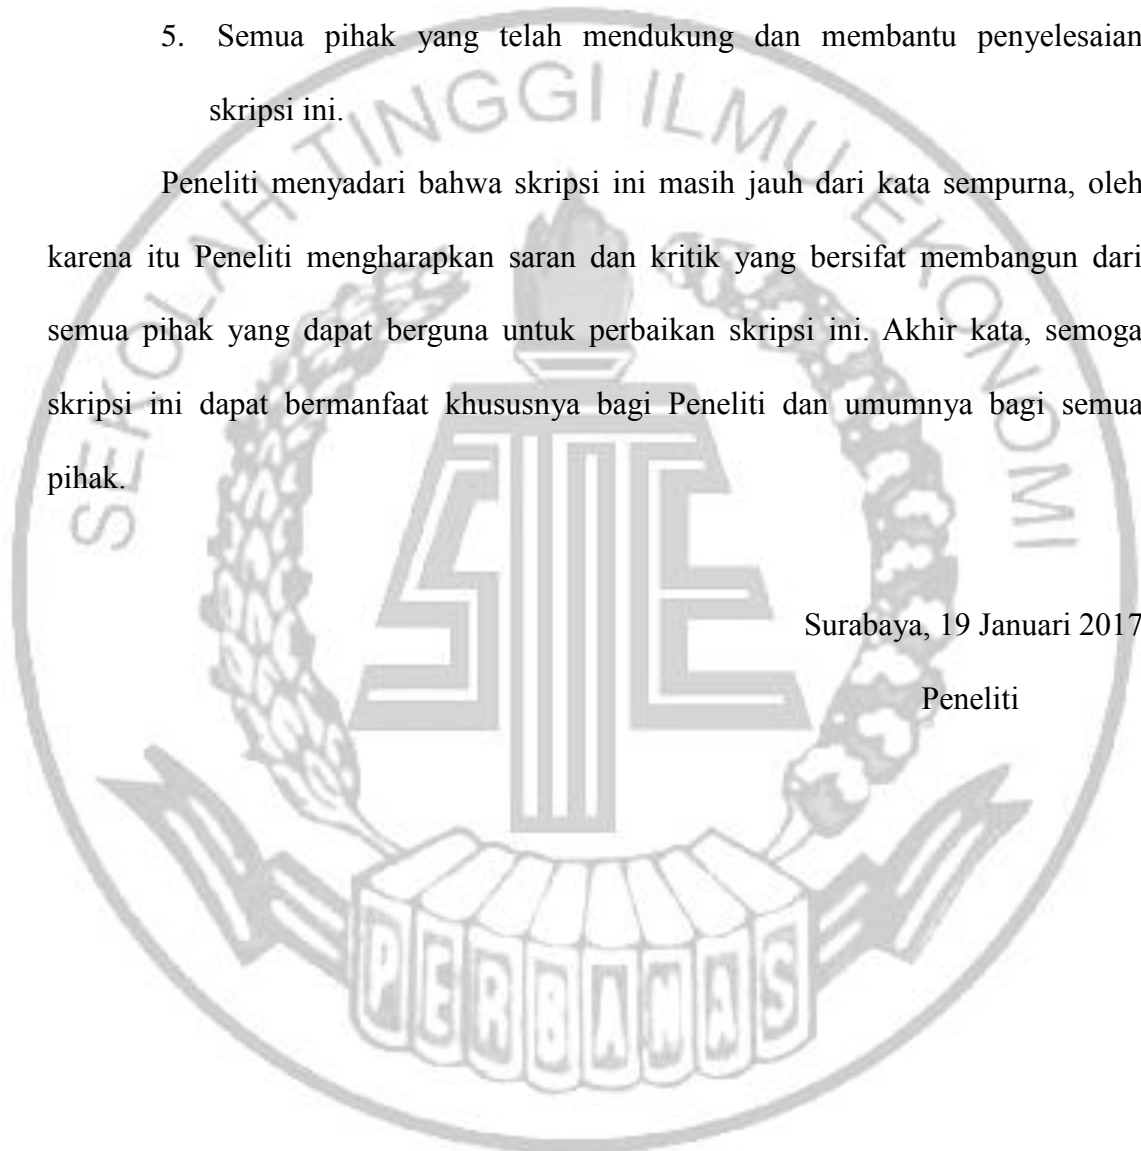 5. Semua pihak yang telah mendukung dan membantu penyelesaian
skripsi ini.
Peneliti menyadari bahwa skripsi ini masih jauh dari kata sempurna, oleh
karena itu Peneliti mengharapkan saran dan kritik yang bersifat membangun dari
semua pihak yang dapat berguna untuk perbaikan skripsi ini. Akhir kata, semoga
skripsi ini dapat bermanfaat khususnya bagi Peneliti dan umumnya bagi semua
pihak.
Surabaya, 19 Januari 2017
Peneliti
SEKOLAH TINGGI ILMU EKONOMI
STIE
PERBANAS